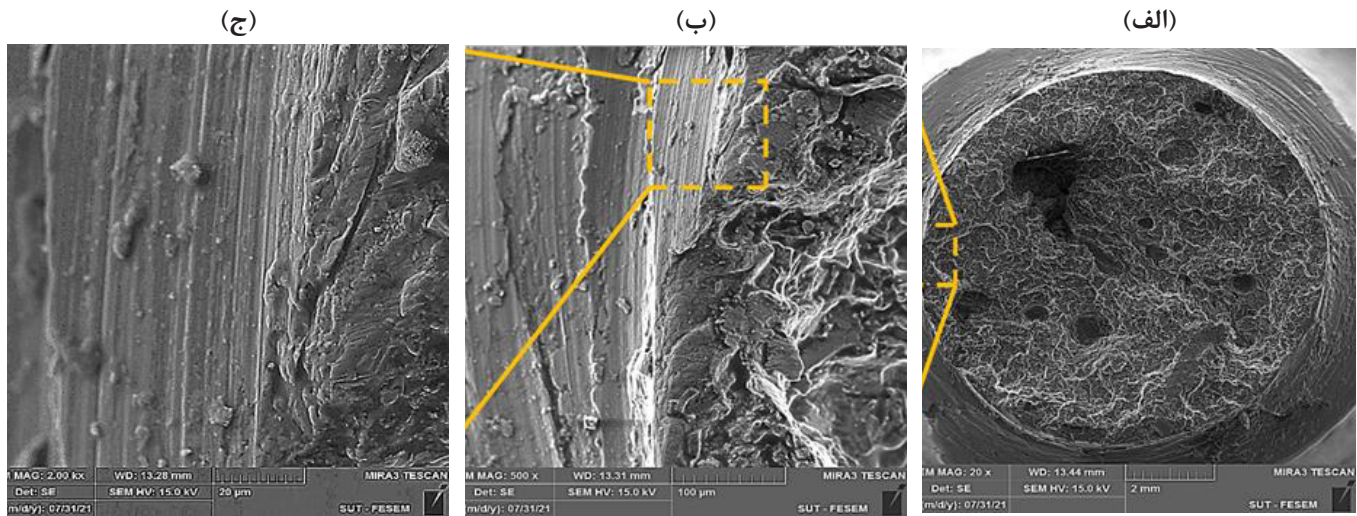 (الف)
(ب)
(ج)
EM MAG: 20 x WD: 13.44 mm MIRA3 TESCAN
Det: SE SEM HV: 15.0 kV 2 mm
m/d/y): 07/31/21 SUT - FESEM
M MAG: 500 x WD: 13.31 mm MIRA3 TESCAN
Det: SE SEM HV: 15.0 kV 100 µm
(m/d/y): 07/31/21 SUT - FESEM
M MAG: 2.00 kx WD: 13.28 mm MIRA3 TESCAN
Det: SE SEM HV: 15.0 kV 20 µm
m/d/y): 07/31/21 SUT - FESEM